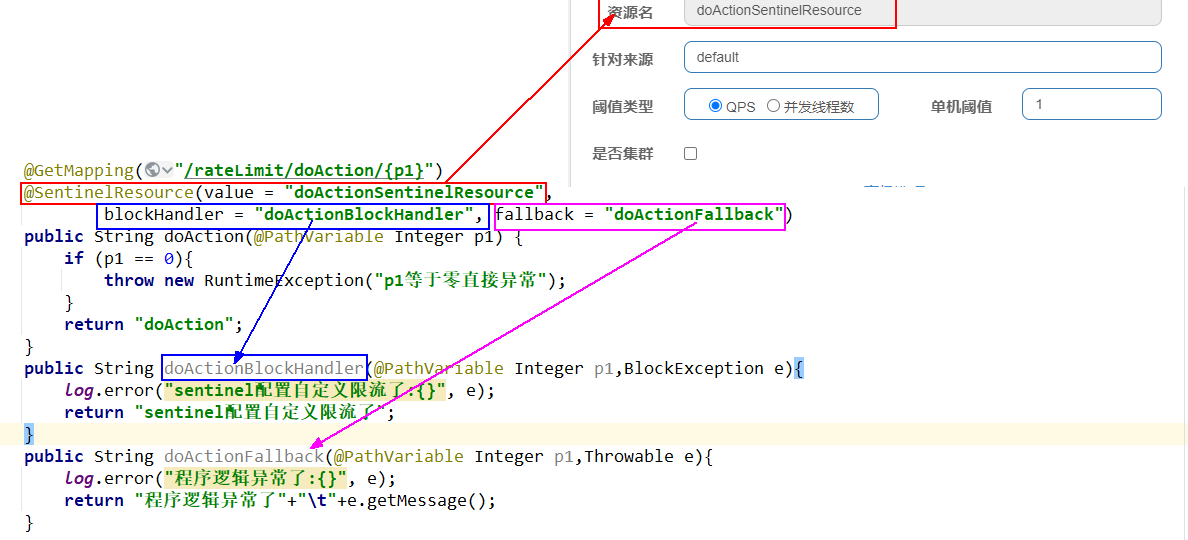 资源名 doActionSentinelResource
针对来源 default
阈值类型 QPS 并发线程数 单机阈值 1
是否集群
@GetMapping("/rateLimit/doAction/{p1}")
@SentinelResource(value = "doActionSentinelResource",
blockHandler = "doActionBlockHandler", fallback = "doActionFallback")
public String doAction(@PathVariable Integer p1) {
if (p1 == 0){
throw new RuntimeException("p1等于零直接异常");
}
return "doAction";
}
public String doActionBlockHandler(@PathVariable Integer p1,BlockException e){
log.error("sentinel配置自定义限流了:{}", e);
return "sentinel配置自定义限流了";
}
public String doActionFallback(@PathVariable Integer p1,Throwable e){
log.error("程序逻辑异常了:{}", e);
return "程序逻辑异常了"+"\t"+e.getMessage();
}